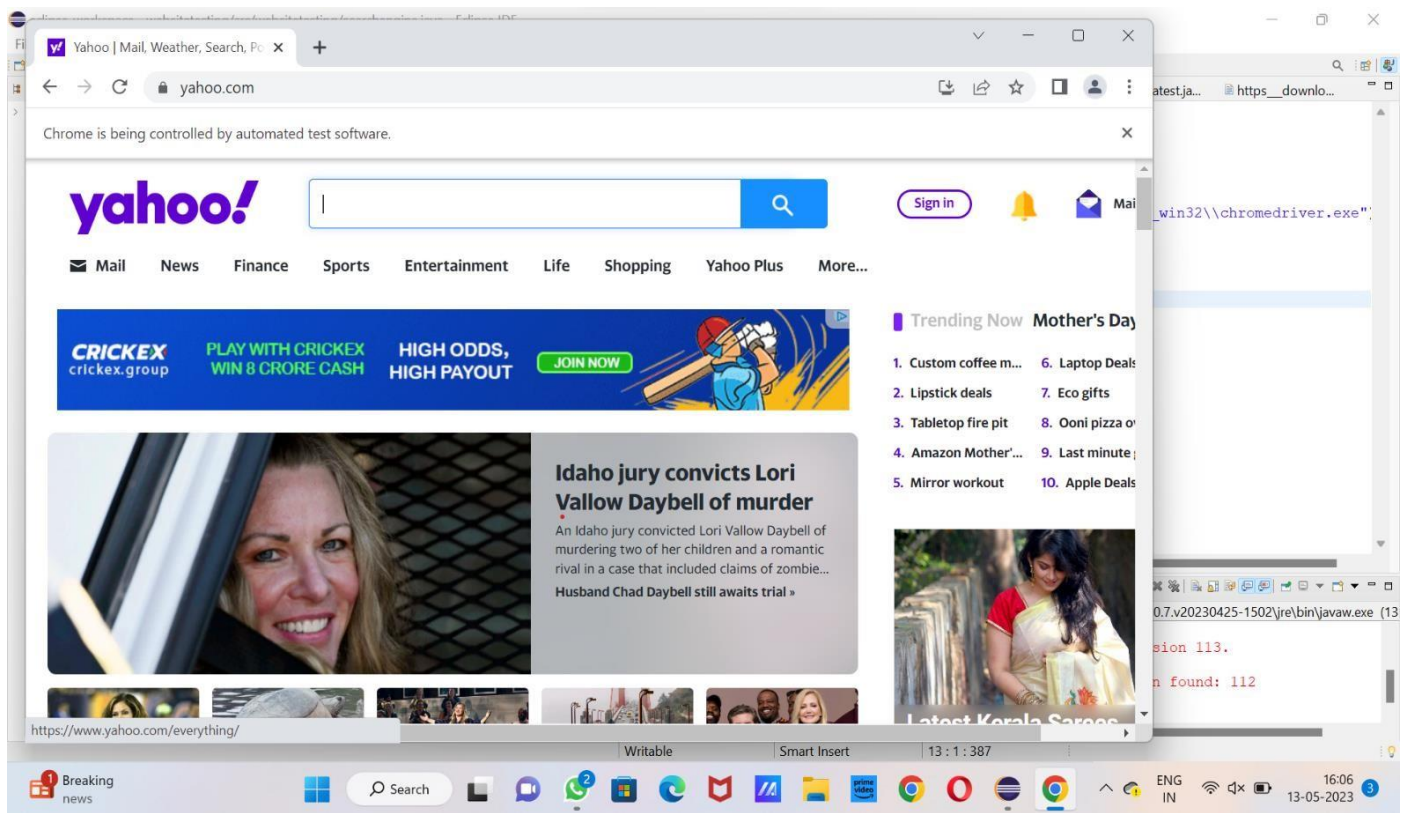 Yahoo | Mail, Weather, Search, Po
yahoo.com
Chrome is being controlled by automated test software.
yahoo!
Sign in
Mai
Mail News Finance Sports Entertainment Life Shopping Yahoo Plus More...
CRICKEX
crickex.group
PLAY WITH CRICKEX
WIN 8 CRORE CASH
HIGH ODDS,
HIGH PAYOUT
JOIN NOW
Trending Now Mother's Day
1. Custom coffee m... 6. Laptop Deals
2. Lipstick deals 7. Eco gifts
3. Tabletop fire pit 8. Ooni pizza o
4. Amazon Mother'... 9. Last minute
5. Mirror workout 10. Apple Deals
Idaho jury convicts Lori
Vallow Daybell of murder
An Idaho jury convicted Lori Vallow Daybell of
murdering two of her children and a romantic
rival in a case that included claims of zombie...
Husband Chad Daybell still awaits trial »
Latest Kerala Sarees
https://www.yahoo.com/everything/
Fi
atest.ja... https__downlo...
_win32\\chromedriver.exe"
0.7.v20230425-1502\jre\bin\javaw.exe (13
sion 113.
n found: 112
Writable Smart Insert 13 : 1 : 387
1
Breaking
news
Search
2
prime
video
ENG
IN
16:06
13-05-2023
3